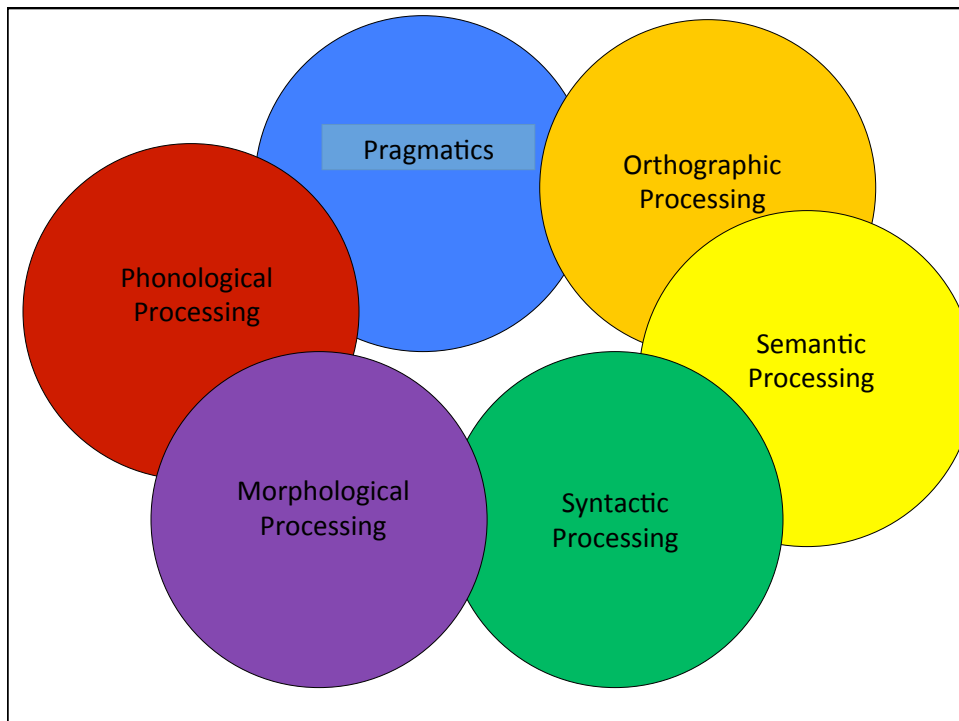 Pragmatics
Orthographic
Processing
Phonological
Processing
Semantic
Processing
Morphological
Processing
Syntactic
Processing